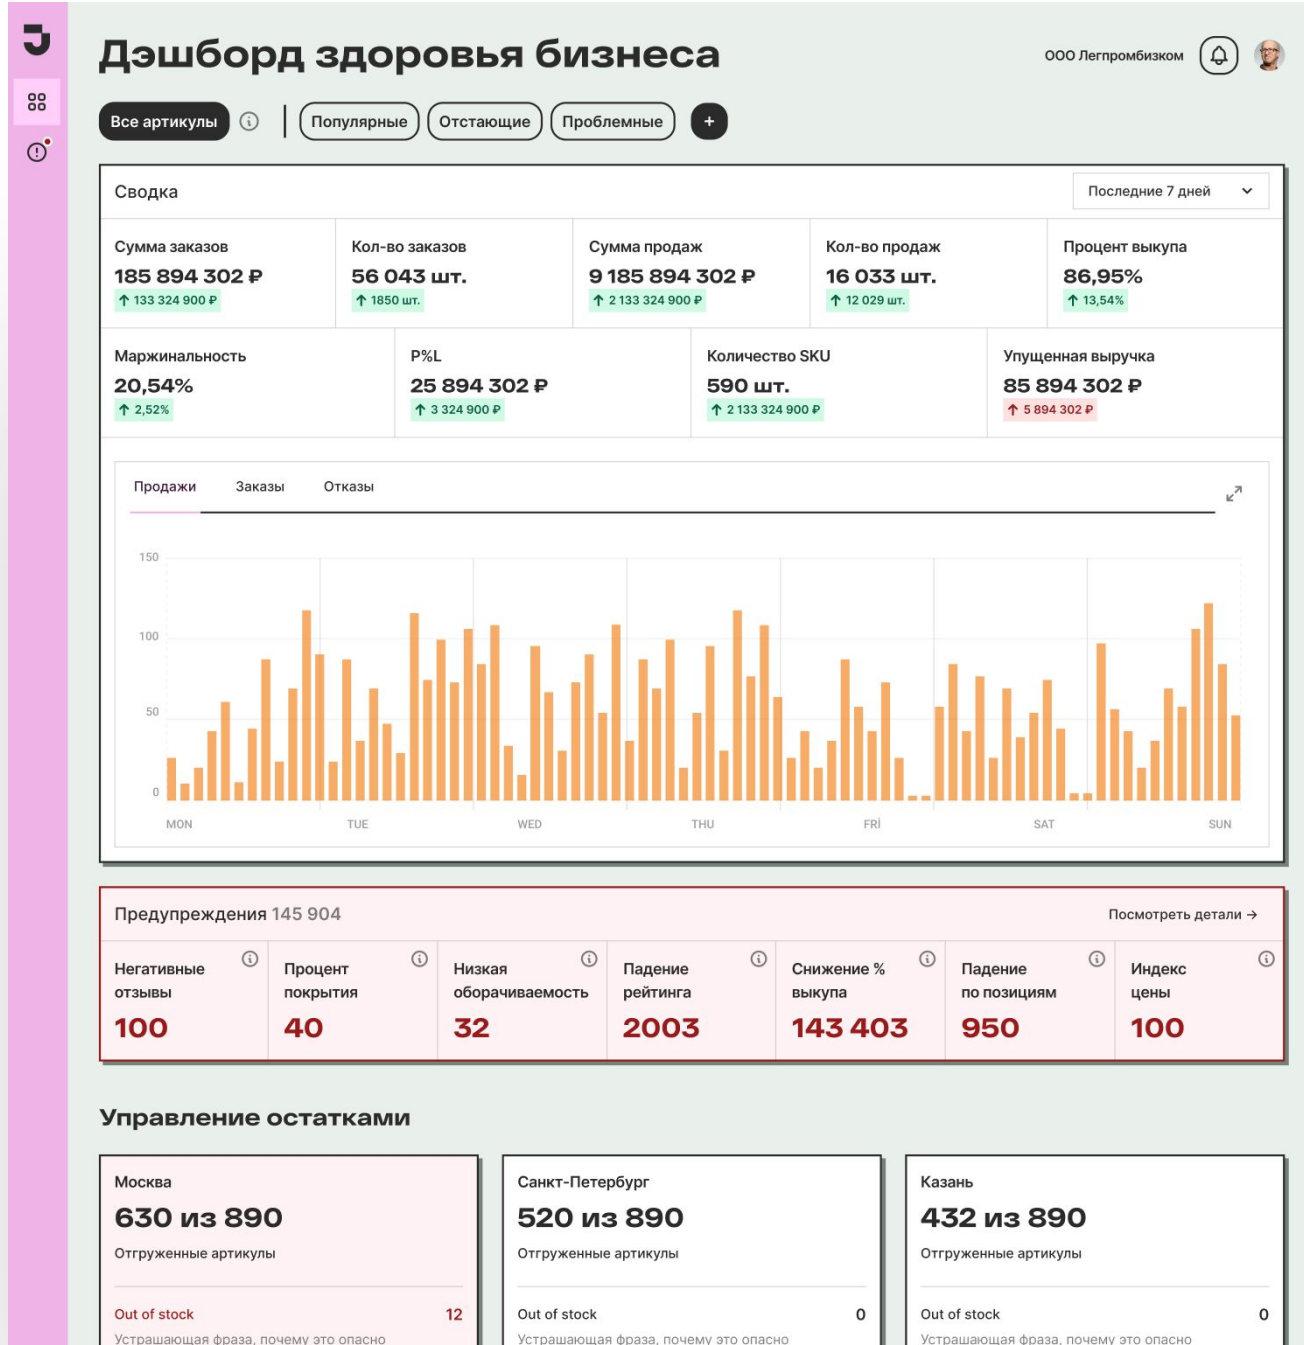 Дэшборд здоровья бизнеса
ООО Легпромбизком
Все артикулы
Популярные
Отстающие
Проблемные
+
Сводка
Последние 7 дней
Сумма заказов
185 894 302 ₽
↑ 133 324 900 ₽
Кол-во заказов
56 043 шт.
↑ 1850 шт.
Сумма продаж
9 185 894 302 ₽
↑ 2 133 324 900 ₽
Кол-во продаж
16 033 шт.
↑ 12 029 шт.
Процент выкупа
86,95%
↑ 13,54%
Маржинальность
20,54%
↑ 2,52%
P%L
25 894 302 ₽
↑ 3 324 900 ₽
Количество SKU
590 шт.
↑ 2 133 324 900 ₽
Упущенная выручка
85 894 302 ₽
↑ 5 894 302 ₽
Продажи
Заказы
Отказы
150
100
50
0
MON
TUE
WED
THU
FRİ
SAT
SUN
Предупреждения 145 904
Посмотреть детали →
Негативные
отзывы
100
Процент
покрытия
40
Низкая
оборачиваемость
32
Падение
рейтинга
2003
Снижение %
выкупа
143 403
Падение
по позициям
950
Индекс
цены
100
Управление остатками
Москва
630 из 890
Отгруженные артикулы
Out of stock
12
Устрашающая фраза, почему это опасно
Санкт-Петербург
520 из 890
Отгруженные артикулы
Out of stock
0
Устрашающая фраза, почему это опасно
Казань
432 из 890
Отгруженные артикулы
Out of stock
0
Устрашающая фраза, почему это опасно